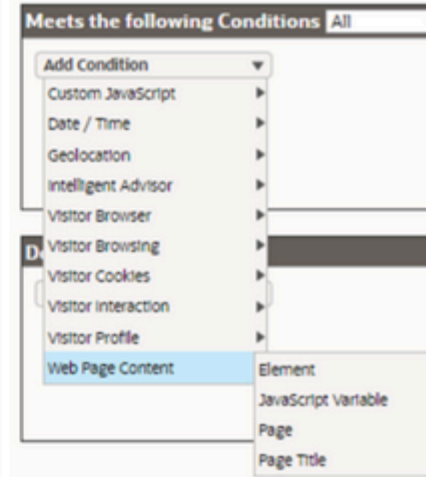 Meets the following Conditions All
Add Condition
Custom JavaScript
Date / Time
Geolocation
Intelligent Advisor
Visitor Browser
Visitor Browsing
Visitor Cookies
Visitor Interaction
Visitor Profile
Web Page Content
Element
JavaScript Variable
Page
Page Title